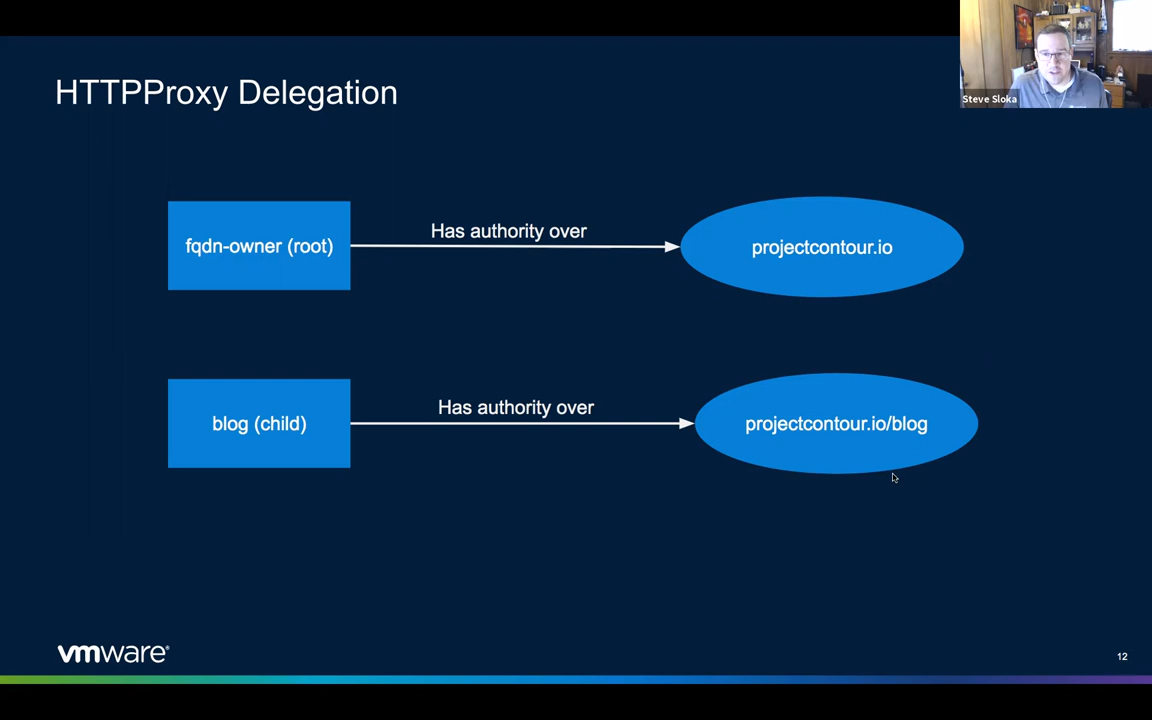 HTTPProxy Delegation
Steve Sloka
fqdn-owner (root)
Has authority over
projectcontour.io
blog (child)
Has authority over
projectcontour.io/blog
vmware®
12